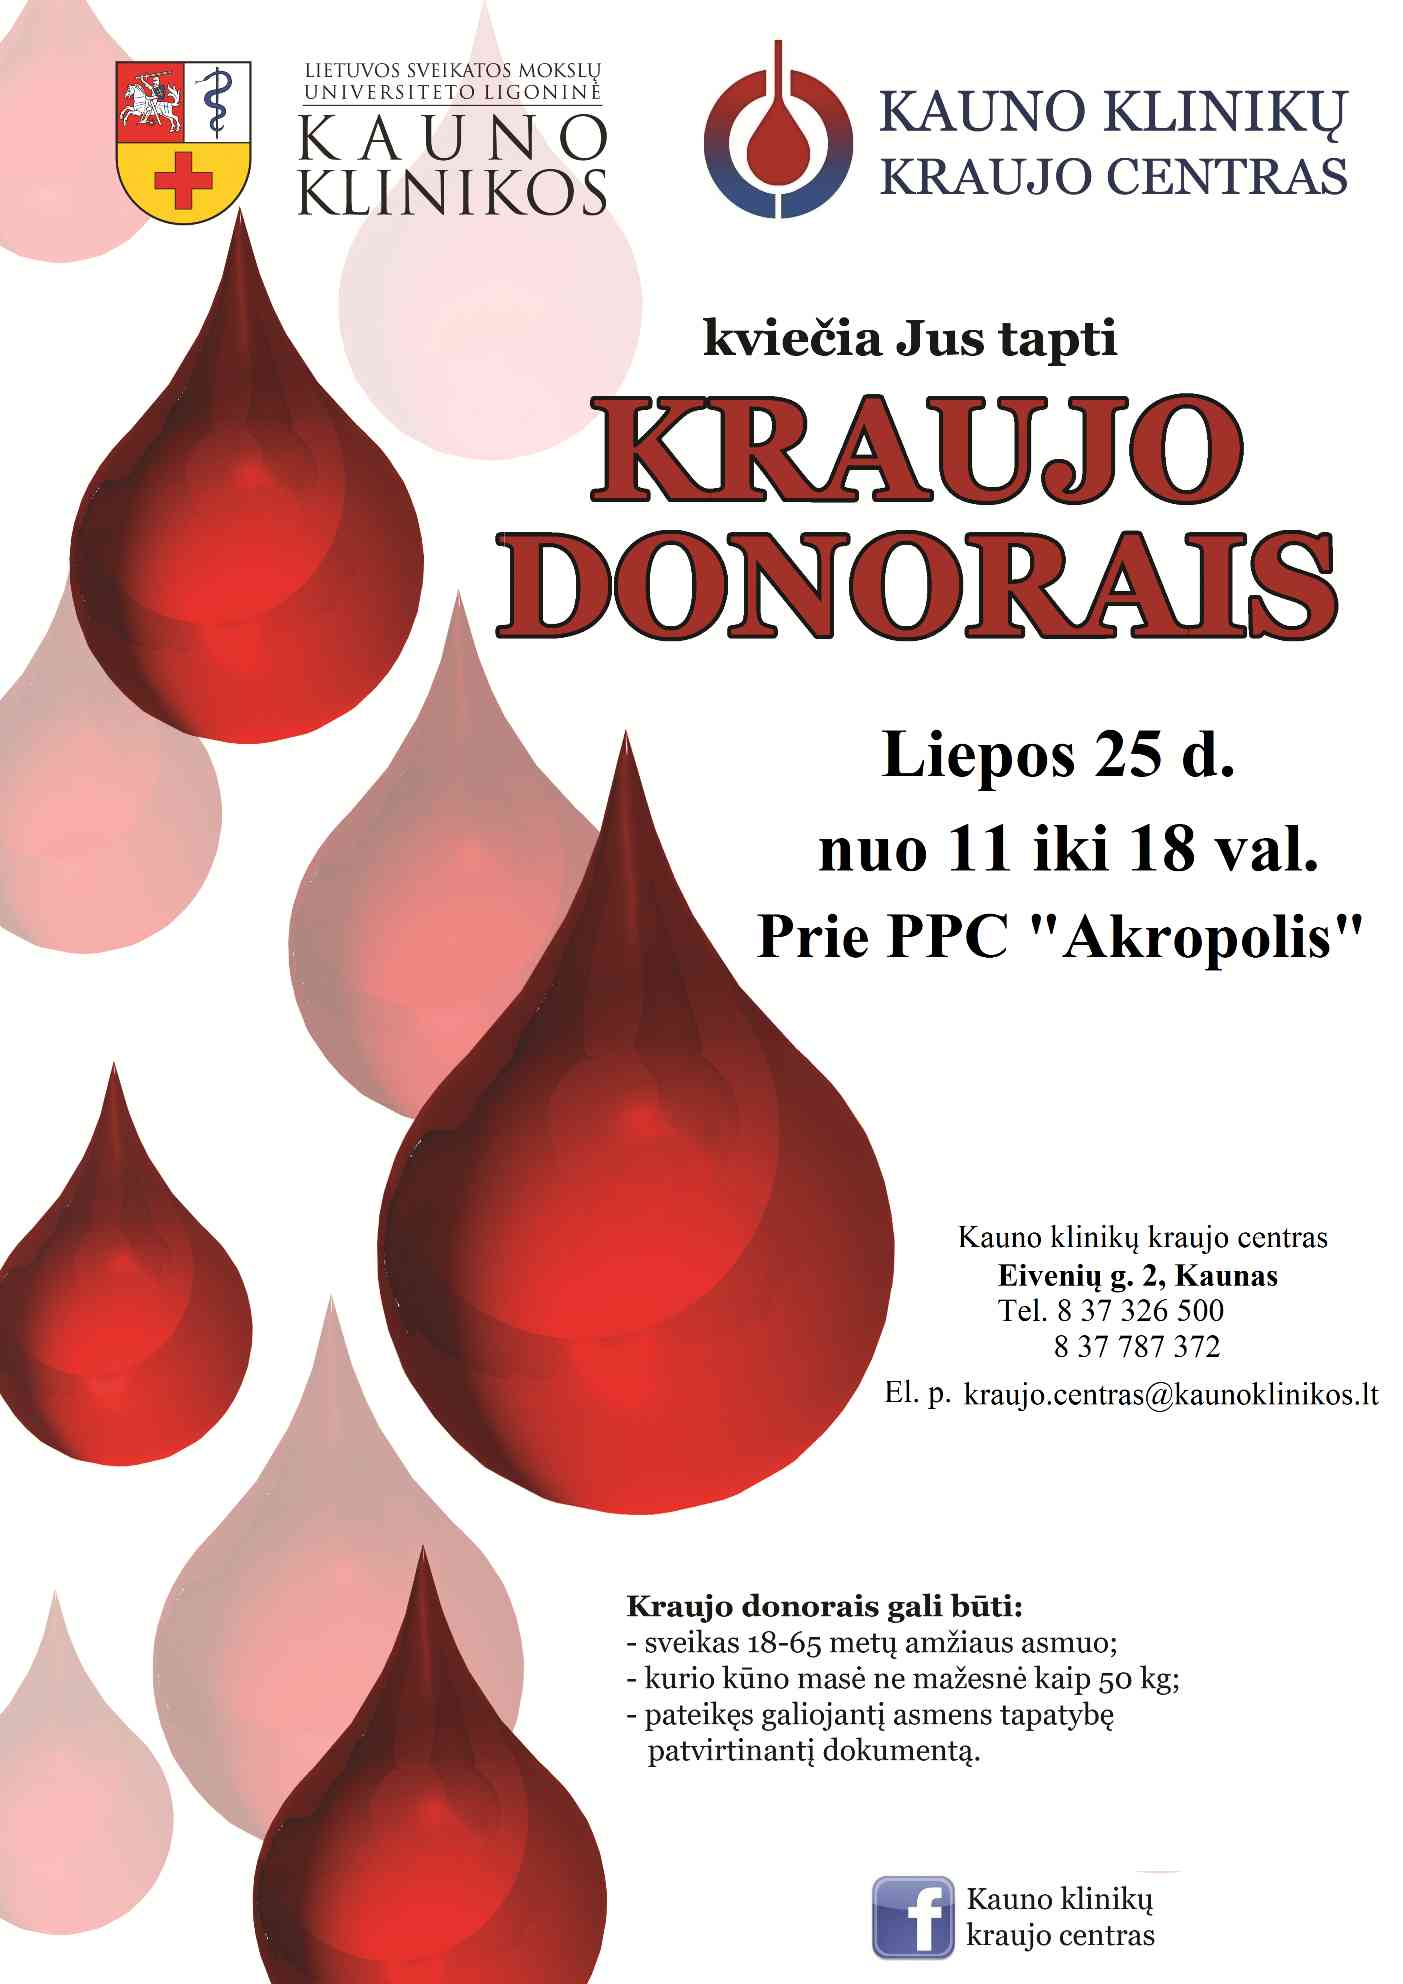 LIETUVOS SVEIKATOS MOKSLŲ
UNIVERSITETO LIGONINĖ
KAUNO
KLINIKOS
KAUNO KLINIKŲ
KRAUJO CENTRAS
kviečia Jus tapti
KRAUJO
DONORAIS
Liepos 25 d.
nuo 11 iki 18 val.
Prie PPC "Akropolis"
Kauno klinikų kraujo centras
Eivenių g. 2, Kaunas
Tel. 8 37 326 500
8 37 787 372
El. p. kraujo.centras@kaunoklinikos.lt
Kraujo donorais gali būti:
- sveikas 18-65 metų amžiaus asmuo;
- kurio kūno masė ne mažesnė kaip 50 kg;
- pateikęs galiojantį asmens tapatybę
patvirtinantį dokumentą.
f
Kauno klinikų
kraujo centras